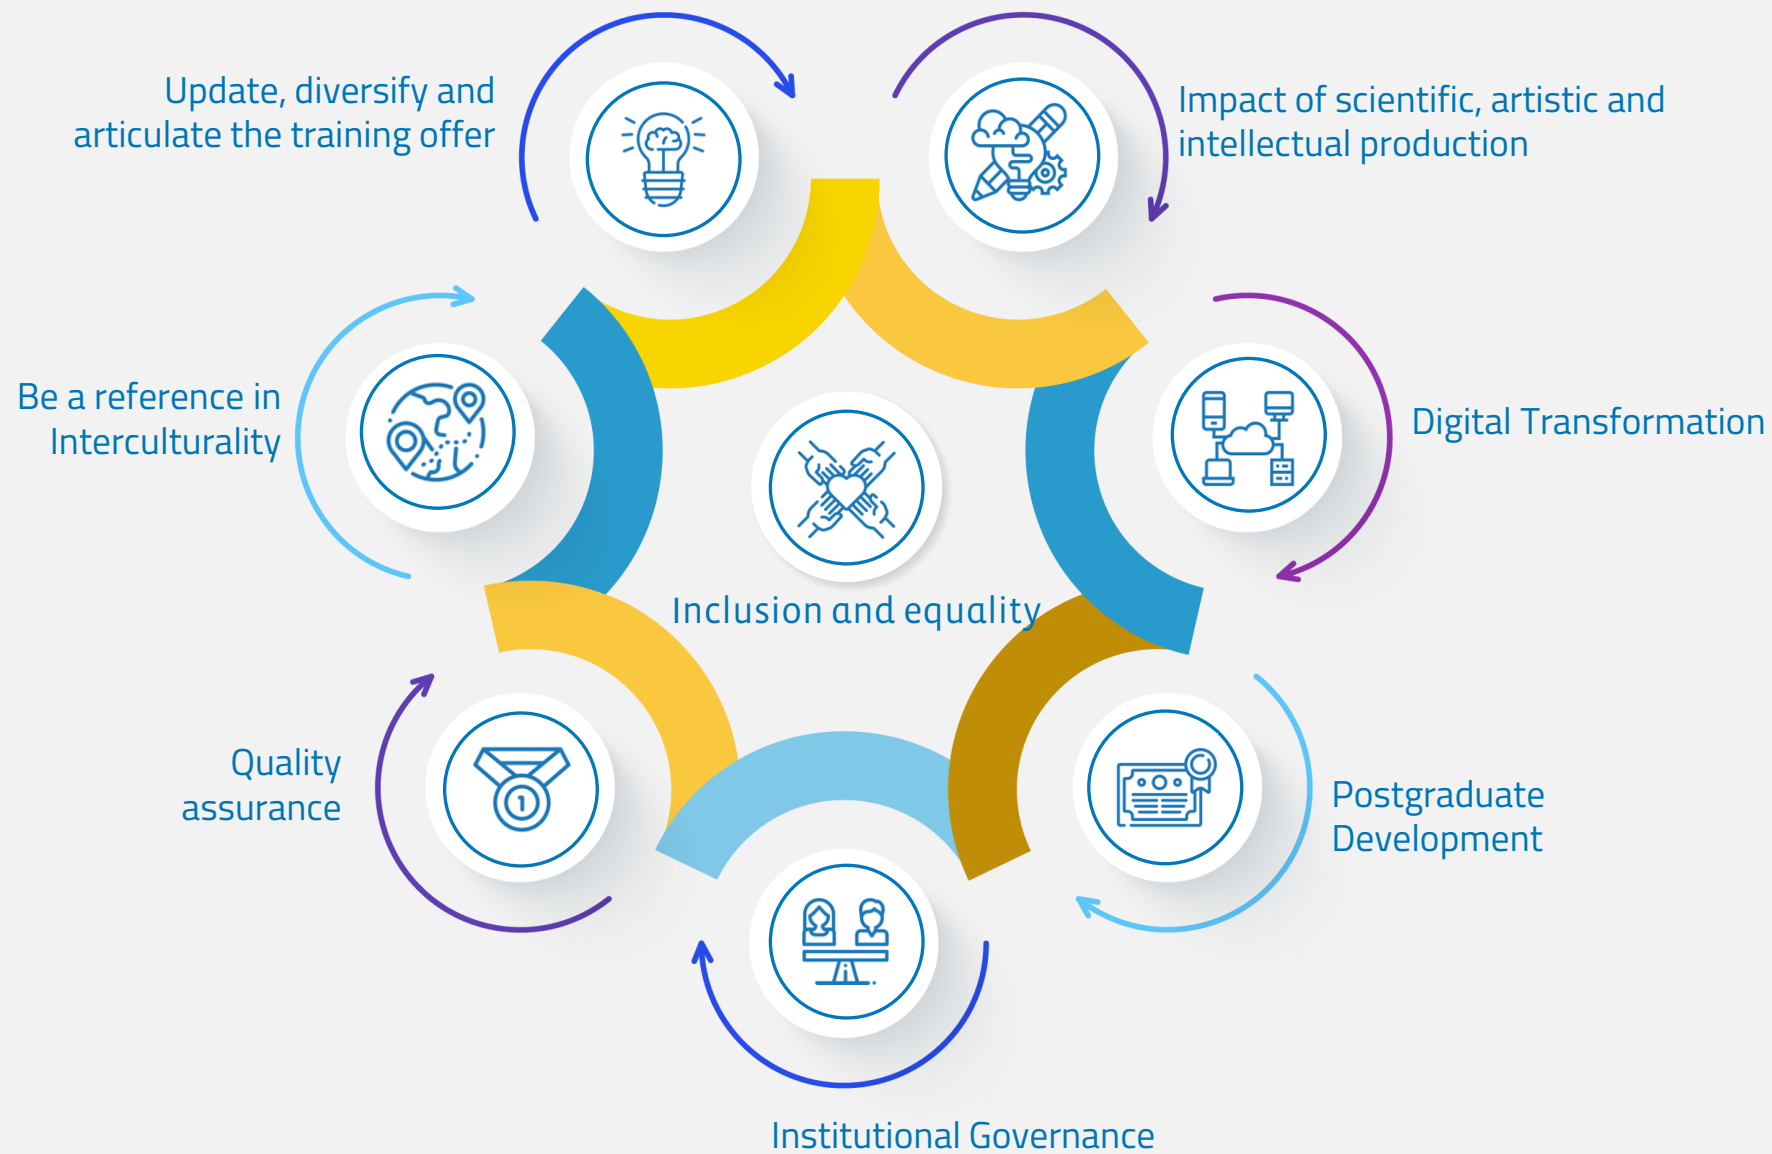 Update, diversify and
articulate the training offer
Impact of scientific, artistic and
intellectual production
Be a reference in
Interculturality
Digital Transformation
Inclusion and equality
Quality
assurance
1
Postgraduate
Development
Institutional Governance